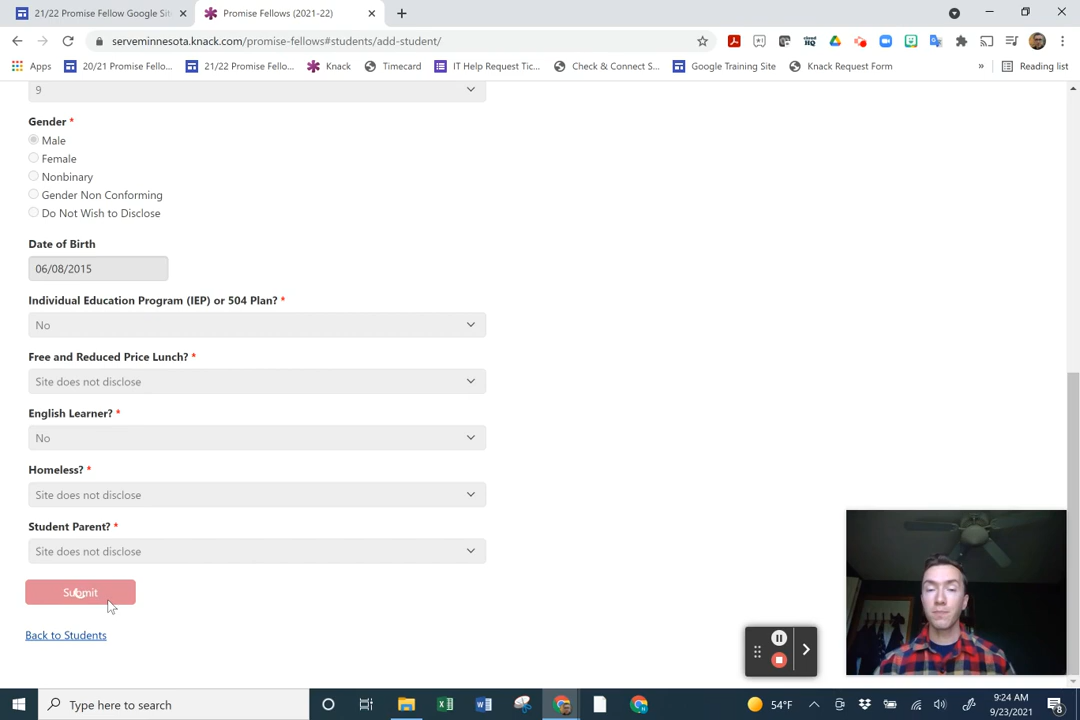 21/22 Promise Fellow Google Sit
Promise Fellows (2021-22)
serveminnesota.knack.com/promise-fellows#students/add-student/
Apps
20/21 Promise Fello...
21/22 Promise Fello...
Knack
Timecard
IT Help Request Tic...
Check & Connect S...
Google Training Site
Knack Request Form
»
Reading list
9
Gender *
Male
Female
Nonbinary
Gender Non Conforming
Do Not Wish to Disclose
Date of Birth
06/08/2015
Individual Education Program (IEP) or 504 Plan? *
No
Free and Reduced Price Lunch? *
Site does not disclose
English Learner? *
No
Homeless? *
Site does not disclose
Student Parent? *
Site does not disclose
Submit
Back to Students
Type here to search
54°F
9:24 AM
9/23/2021
8